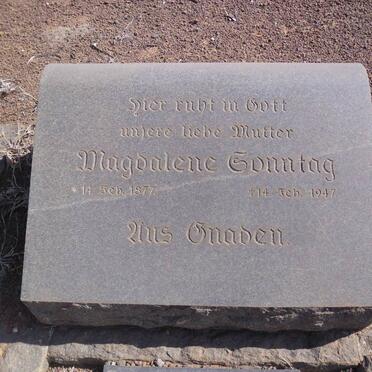 Hier ruht in Gott
unsere liebe Mutter
Magdalene Sonntag
* 14 Feb. 1877. † 14. Feb. 1947.
Aus Gnaden.